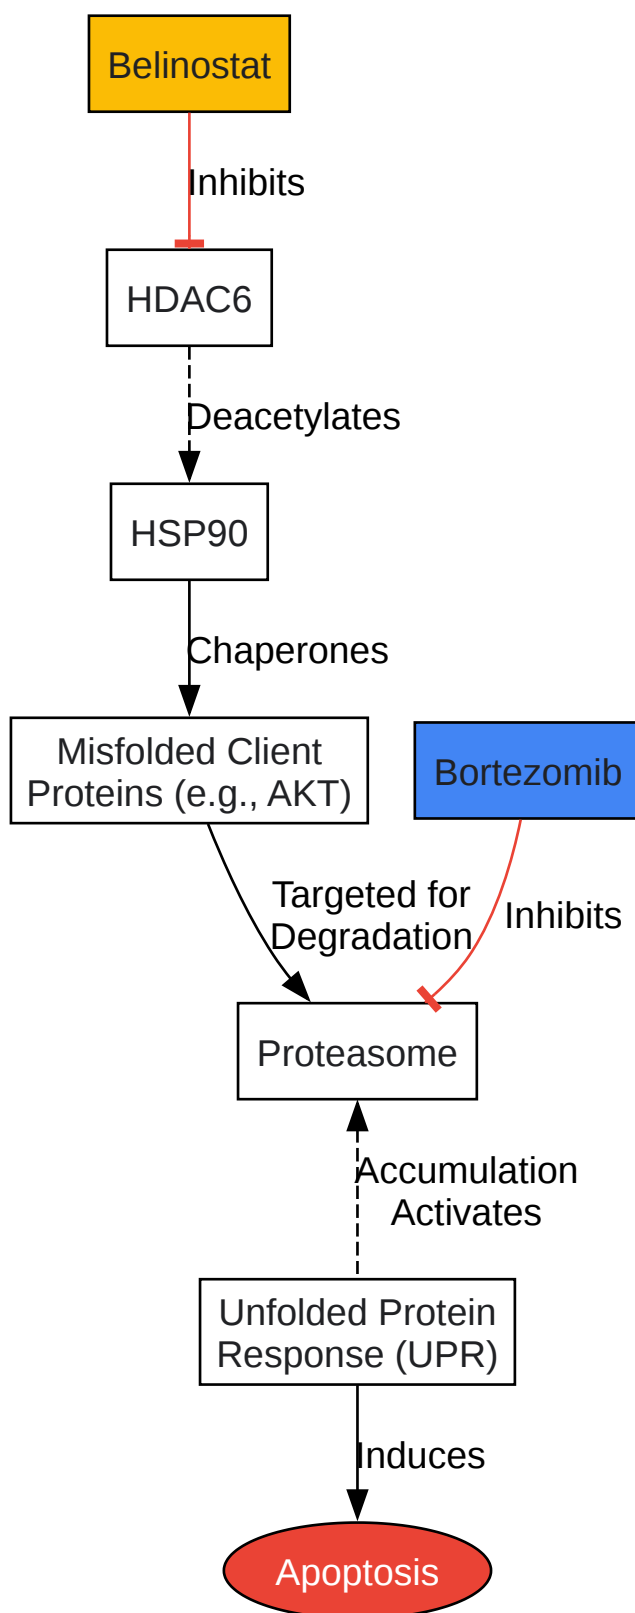 Belinostat
Inhibits
HDAC6
Deacetylates
HSP90
Chaperones
Misfolded Client
Proteins (e.g., AKT)
Bortezomib
Targeted for
Degradation
Inhibits
Proteasome
Accumulation
Activates
Unfolded Protein
Response (UPR)
Induces
Apoptosis